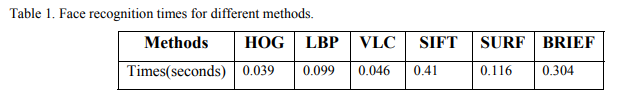 Table 1. Face recognition times for different methods.
Methods HOG LBP VLC SIFT SURF BRIEF
Times(seconds) 0.039 0.099 0.046 0.41 0.116 0.304